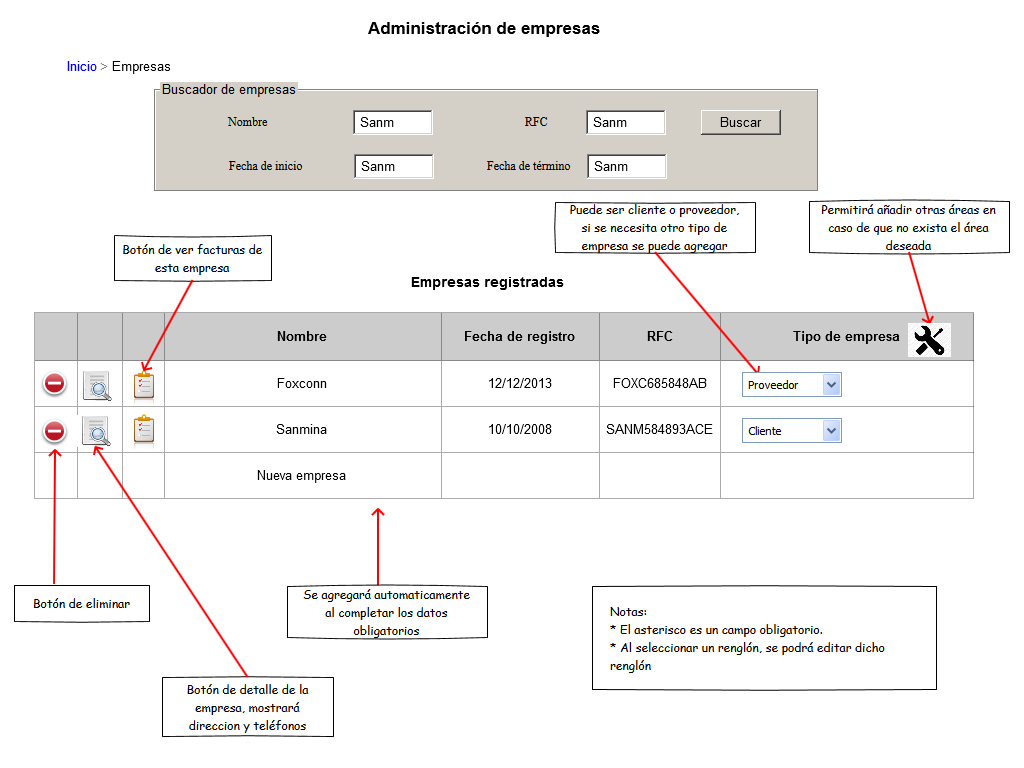 Administración de empresas
Inicio > Empresas
Buscador de empresas
Nombre Sanm RFC Sanm Buscar
Fecha de inicio Sanm Fecha de término Sanm
Puede ser cliente o proveedor,
si se necesita otro tipo de
empresa se puede agregar
Permitirá añadir otras áreas en
caso de que no exista el área
deseada
Botón de ver facturas de
esta empresa
Empresas registradas
Nombre Fecha de registro RFC Tipo de empresa
Foxconn 12/12/2013 FOXC685848AB Proveedor
Sanmina 10/10/2008 SANM584893ACE Cliente
Nueva empresa
Botón de eliminar
Se agregará automaticamente
al completar los datos
obligatorios
Notas:
* El asterisco es un campo obligatorio.
* Al seleccionar un renglón, se podrá editar dicho
renglón
Botón de detalle de la
empresa, mostrará
direccion y teléfonos